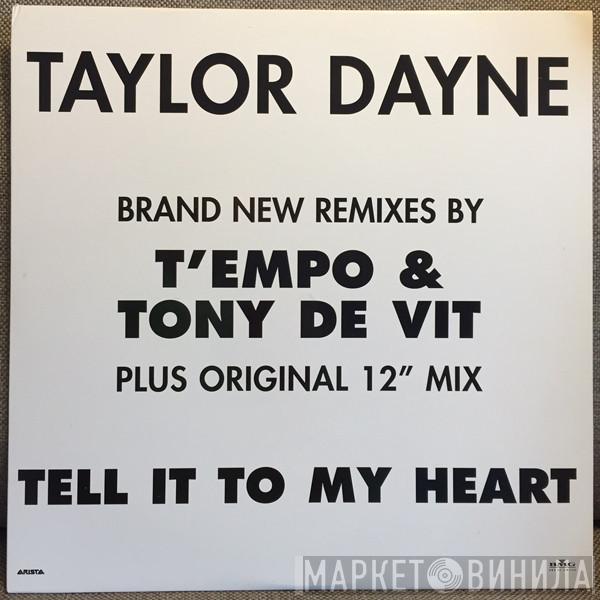 TAYLOR DAYNE
BRAND NEW REMIXES BY
T'EMPO &
TONY DE VIT
PLUS ORIGINAL 12” MIX
TELL IT TO MY HEART
ARISTA
BMG
МАРКЕТ ВИНИЛА